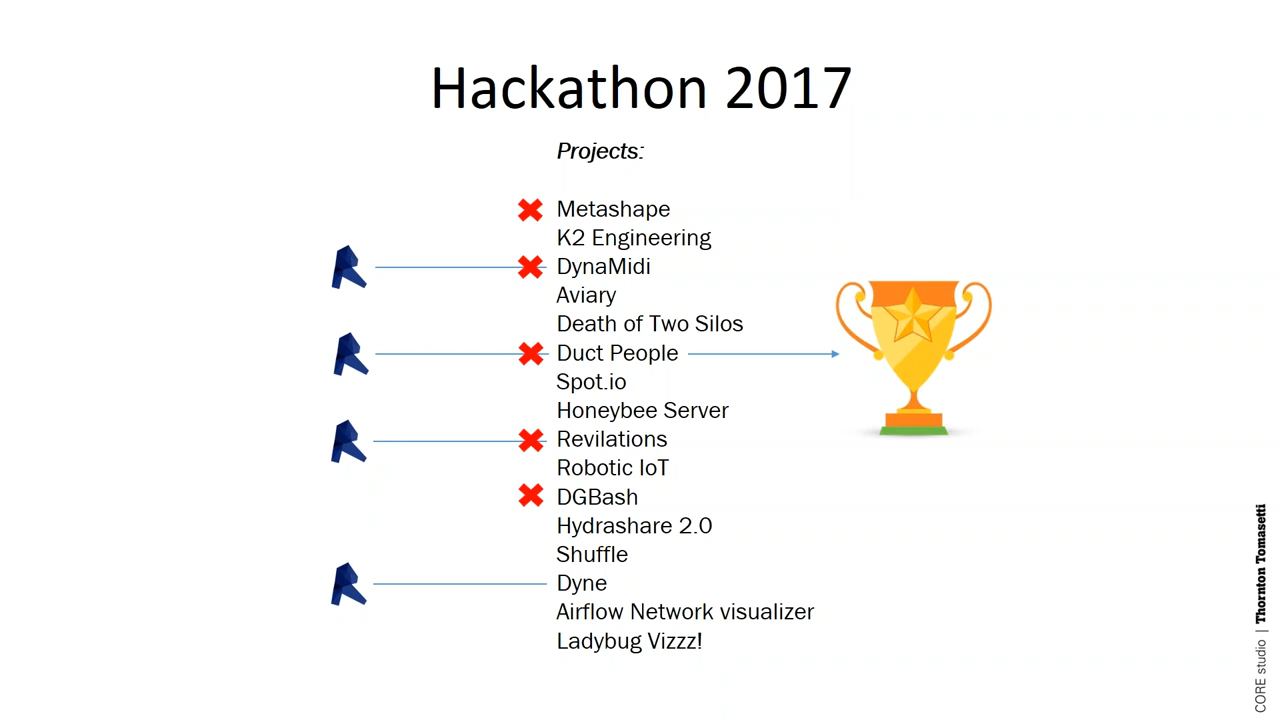 Hackathon 2017
Projects:
Metashape
K2 Engineering
DynaMidi
Aviary
Death of Two Silos
Duct People
Spot.io
Honeybee Server
Revilations
Robotic IoT
DGBash
Hydrashare 2.0
Shuffle
Dyne
Airflow Network visualizer
Ladybug Vizzz!
CORE studio | Thornton Tomasetti